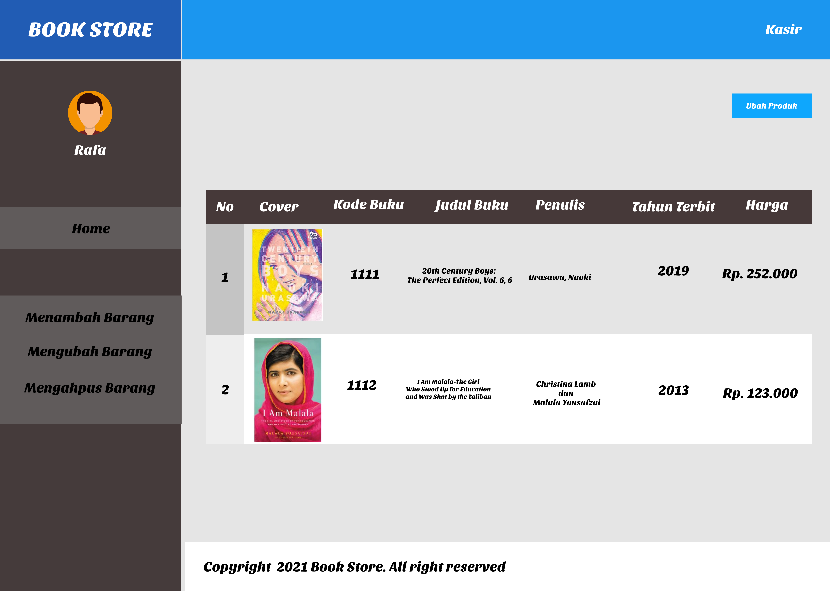 BOOK STORE
Kasir
Rafa
Ubah Produk
Home
Menambah Barang
Mengubah Barang
Mengahpus Barang
No Cover Kode Buku Judul Buku Penulis Tahun Terbit Harga
1
TWENTIETH
CENTURY
BOYS
NAOKI
URASAWA
1111
20th Century Boys:
The Perfect Edition, Vol. 6, 6
Urasawa, Naoki
2019
Rp. 252.000
2
I Am Malala
1112
I Am Malala-the Girl
Who Stood Up for Education
and Was Shot by the Taliban
Christina Lamb
dan
Malala Yousafzai
2013
Rp. 123.000
Copyright 2021 Book Store. All right reserved